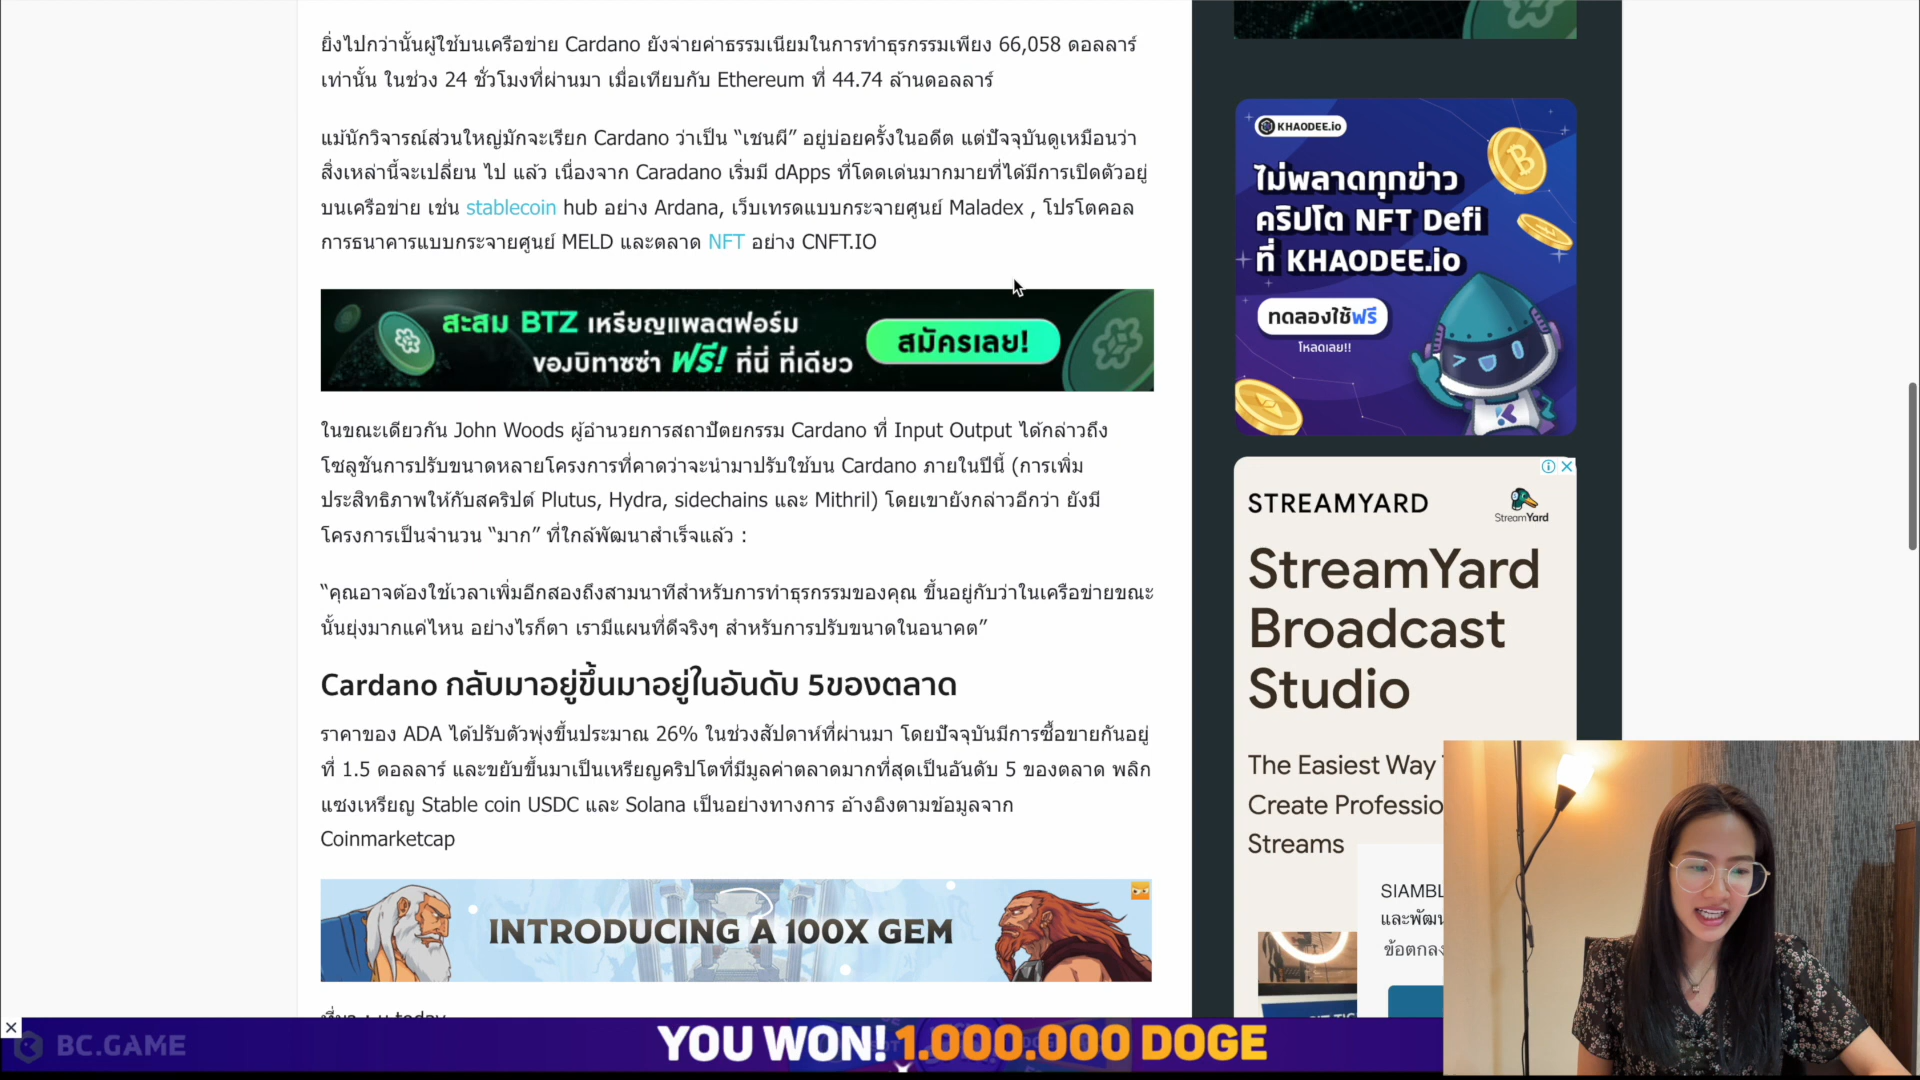 ยิ่งไปกว่านั้นผู้ใช้บนเครือข่าย Cardano ยังจ่ายค่าธรรมเนียมในการทำธุรกรรมเพียง 66,058 ดอลลาร์
เท่านั้น ในช่วง 24 ชั่วโมงที่ผ่านมา เมื่อเทียบกับ Ethereum ที่ 44.74 ล้านดอลลาร์
แม้นักวิจารณ์ส่วนใหญ่มักจะเรียก Cardano ว่าเป็น “เชนผี” อยู่บ่อยครั้งในอดีต แต่ปัจจุบันดูเหมือนว่า
สิ่งเหล่านี้จะเปลี่ยน ไป แล้ว เนื่องจาก Caradano เริ่มมี dApps ที่โดดเด่นมากมายที่ได้มีการเปิดตัวอยู่
บนเครือข่าย เช่น stablecoin hub อย่าง Ardana, เว็บเทรดแบบกระจายศูนย์ Maladex , โปรโตคอล
การธนาคารแบบกระจายศูนย์ MELD และตลาด NFT อย่าง CNFT.IO
สะสม BTZ เหรียญแพลตฟอร์ม
ของบิทาซซ่า ฟรี! ที่นี่ ที่เดียว
สมัครเลย!
ในขณะเดียวกัน John Woods ผู้อำนวยการสถาปัตยกรรม Cardano ที่ Input Output ได้กล่าวถึง
โซลูชันการปรับขนาดหลายโครงการที่คาดว่าจะนำมาปรับใช้บน Cardano ภายในปีนี้ (การเพิ่ม
ประสิทธิภาพให้กับสคริปต์ Plutus, Hydra, sidechains และ Mithril) โดยเขายังกล่าวอีกว่า ยังมี
โครงการเป็นจำนวน “มาก” ที่ใกล้พัฒนาสำเร็จแล้ว :
“คุณอาจต้องใช้เวลาเพิ่มอีกสองถึงสามนาทีสำหรับการทำธุรกรรมของคุณ ขึ้นอยู่กับว่าในเครือข่ายขณะ
นั้นยุ่งมากแค่ไหน อย่างไรก็ตา เรามีแผนที่ดีจริงๆ สำหรับการปรับขนาดในอนาคต”
Cardano กลับมาอยู่ขึ้นมาอยู่ในอันดับ 5ของตลาด
ราคาของ ADA ได้ปรับตัวพุ่งขึ้นประมาณ 26% ในช่วงสัปดาห์ที่ผ่านมา โดยปัจจุบันมีการซื้อขายกันอยู่
ที่ 1.5 ดอลลาร์ และขยับขึ้นมาเป็นเหรียญคริปโตที่มีมูลค่าตลาดมากที่สุดเป็นอันดับ 5 ของตลาด พลิก
แซงเหรียญ Stable coin USDC และ Solana เป็นอย่างทางการ อ้างอิงตามข้อมูลจาก
Coinmarketcap
INTRODUCING A 100X GEM
KHAODEE.io
ไม่พลาดทุกข่าว
คริปโต NFT Defi
ที่ KHAODEE.io
ทดลองใช้ฟรี
โหลดเลย!!
STREAMYARD
StreamYard
StreamYard
Broadcast
Studio
The Easiest Way
Create Professio
Streams
SIAMBL
และพัฒน
ข้อตกลง
BC.GAME
YOU WON! 1.000.000 DOGE